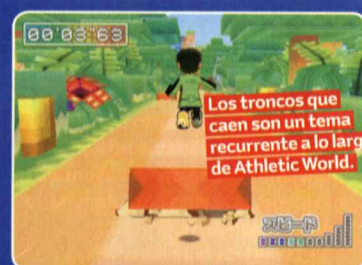 00'03"63
Los troncos que
caen son un tema
recurrente a lo larg
de Athletic World.
スピード